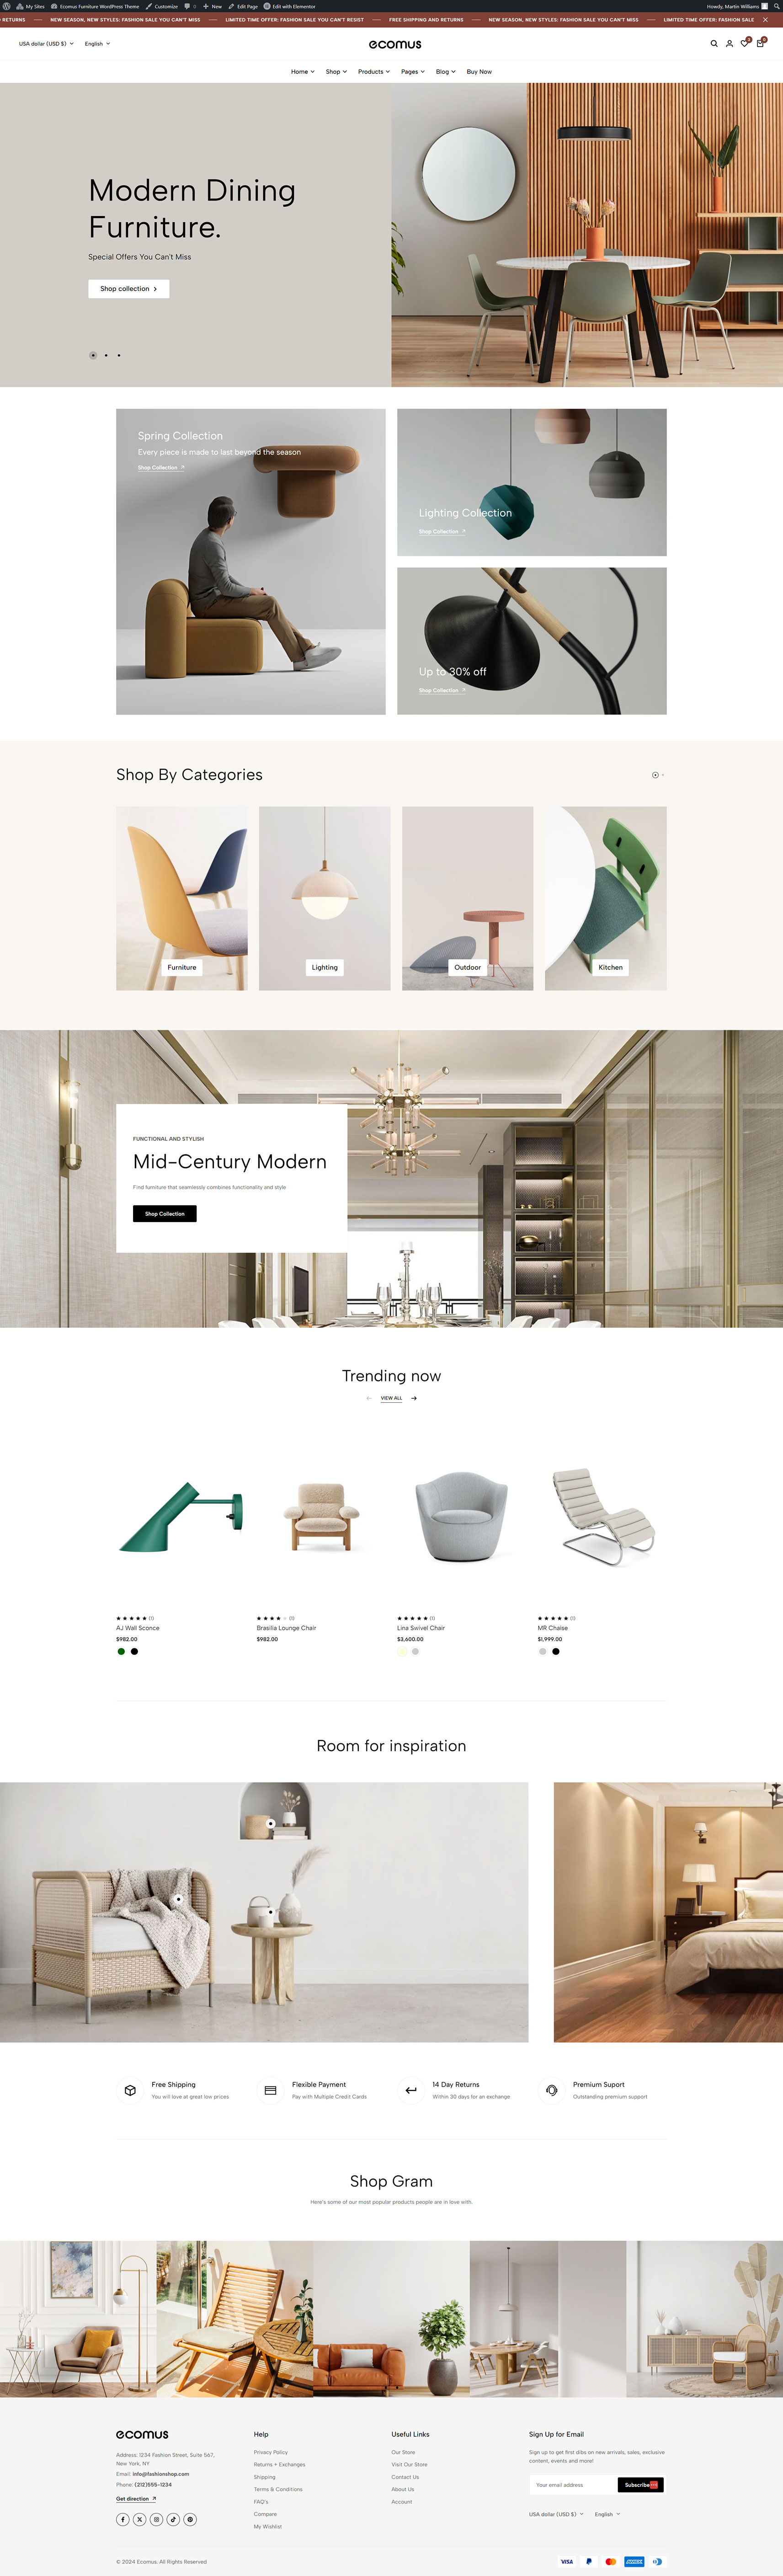 My Sites Ecomus Furniture WordPress Theme Customize 0 New Edit Page Edit with Elementor Howdy, Martin Williams
RETURNS NEW SEASON, NEW STYLES: FASHION SALE YOU CAN'T MISS LIMITED TIME OFFER: FASHION SALE YOU CAN'T RESIST FREE SHIPPING AND RETURNS NEW SEASON, NEW STYLES: FASHION SALE YOU CAN'T MISS LIMITED TIME OFFER: FASHION SALE
USA dollar (USD $) English ecomus
Home Shop Products Pages Blog Buy Now
Modern Dining
Furniture.
Special Offers You Can't Miss
Shop collection
Spring Collection
Every piece is made to last beyond the season
Shop Collection
Lighting Collection
Shop Collection
Up to 30% off
Shop Collection
Shop By Categories
Furniture Lighting Outdoor Kitchen
FUNCTIONAL AND STYLISH
Mid-Century Modern
Find furniture that seamlessly combines functionality and style
Shop Collection
Trending now
VIEW ALL
(1) (1) (1) (1)
AJ Wall Sconce Brasilia Lounge Chair Lina Swivel Chair MR Chaise
$982.00 $982.00 $3,600.00 $1,999.00
Room for inspiration
Free Shipping Flexible Payment 14 Day Returns Premium Suport
You will love at great low prices Pay with Multiple Credit Cards Within 30 days for an exchange Outstanding premium support
Shop Gram
Here's some of our most popular products people are in love with.
ecomus
Address: 1234 Fashion Street, Suite 567,
New York, NY
Email: info@fashionshop.com
Phone: (212)555-1234
Get direction
Help
Privacy Policy
Returns + Exchanges
Shipping
Terms & Conditions
FAQ's
Compare
My Wishlist
Useful Links
Our Store
Visit Our Store
Contact Us
About Us
Account
Sign Up for Email
Sign up to get first dibs on new arrivals, sales, exclusive
content, events and more!
Your email address Subscribe
USA dollar (USD $) English
© 2024 Ecomus. All Rights Reserved
VISA